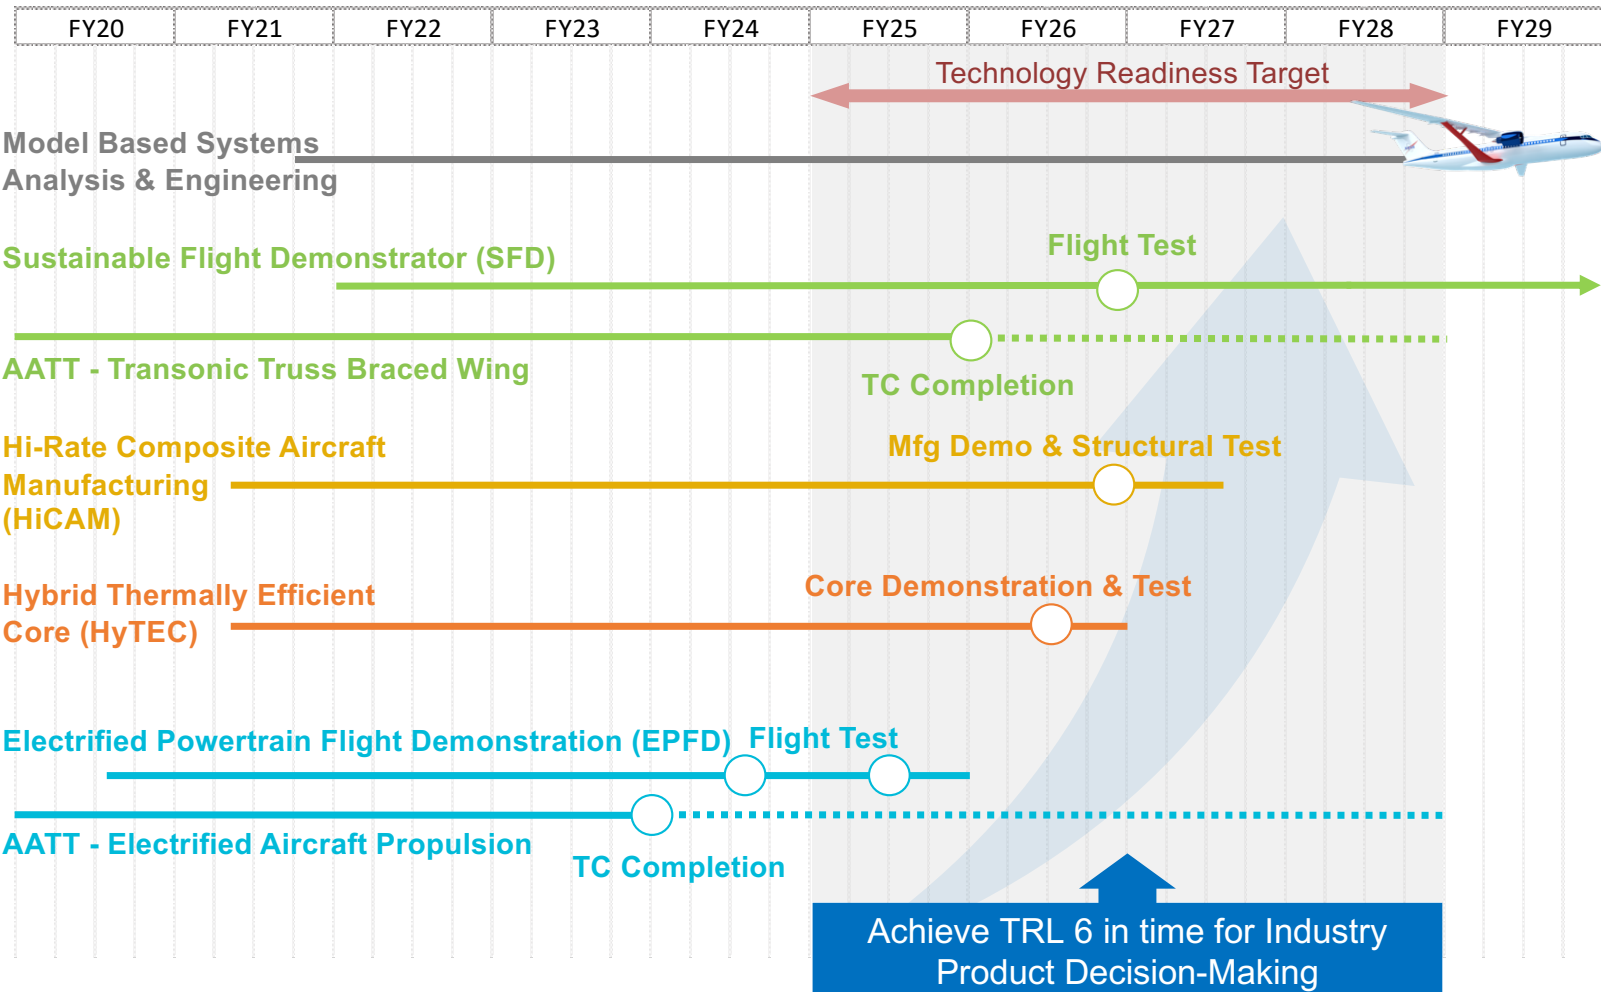 FY20 FY21 FY22 FY23 FY24 FY25 FY26 FY27 FY28 FY29
Technology Readiness Target
Model Based Systems
Analysis & Engineering
Sustainable Flight Demonstrator (SFD)
Flight Test
AATT - Transonic Truss Braced Wing
TC Completion
Hi-Rate Composite Aircraft
Manufacturing
(HiCAM)
Mfg Demo & Structural Test
Hybrid Thermally Efficient
Core (HyTEC)
Core Demonstration & Test
Electrified Powertrain Flight Demonstration (EPFD)
Flight Test
AATT - Electrified Aircraft Propulsion
TC Completion
Achieve TRL 6 in time for Industry
Product Decision-Making